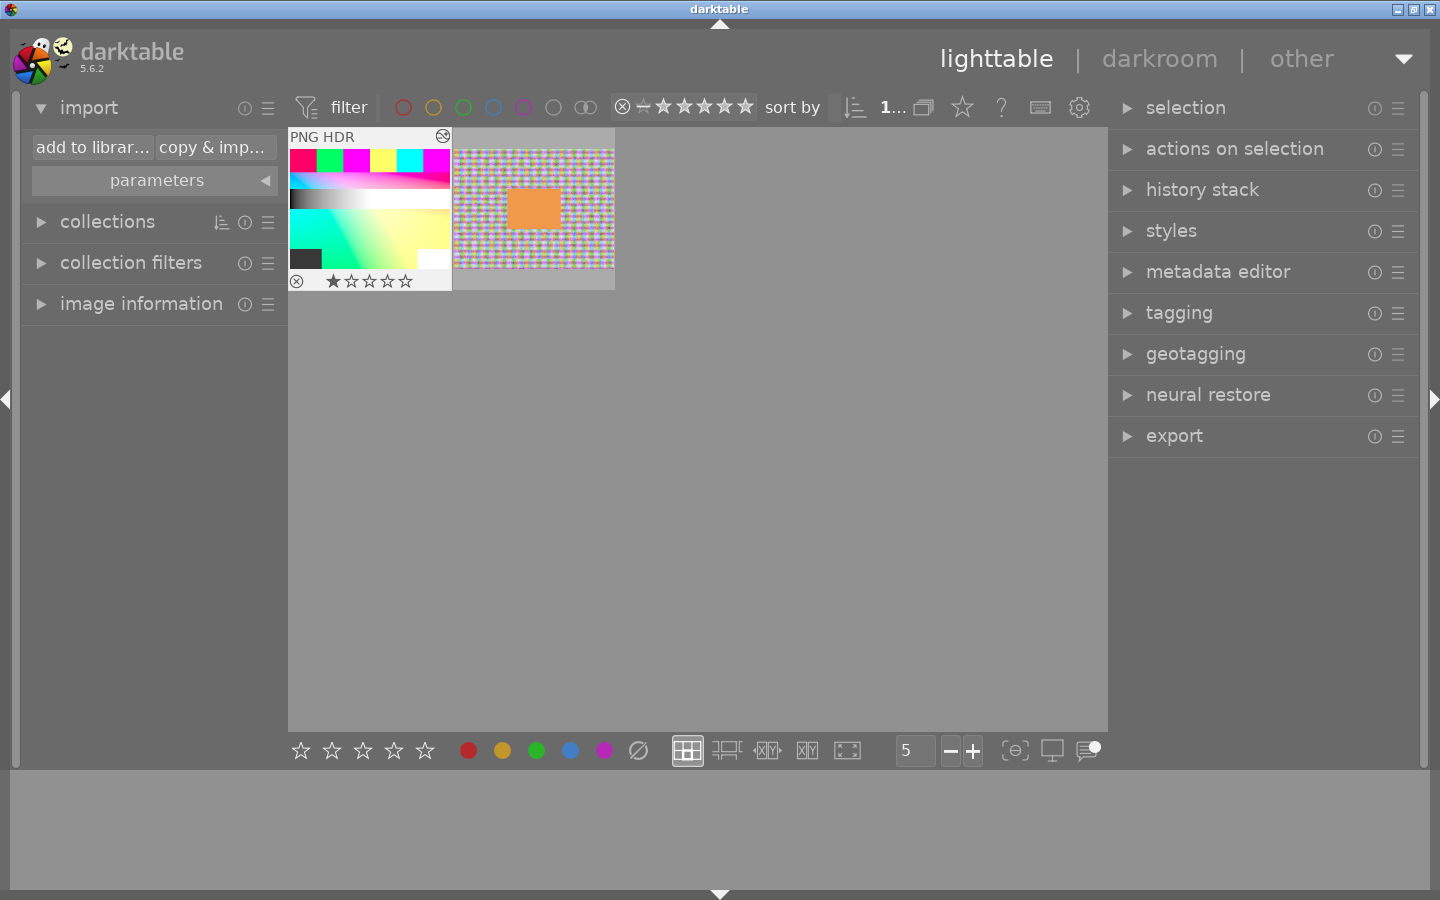 darktable
darktable
5.6.2
lighttable | darkroom | other
import
filter
sort by
1...
add to librar...
copy & imp...
parameters
collections
collection filters
image information
PNG HDR
selection
actions on selection
history stack
styles
metadata editor
tagging
geotagging
neural restore
export
5